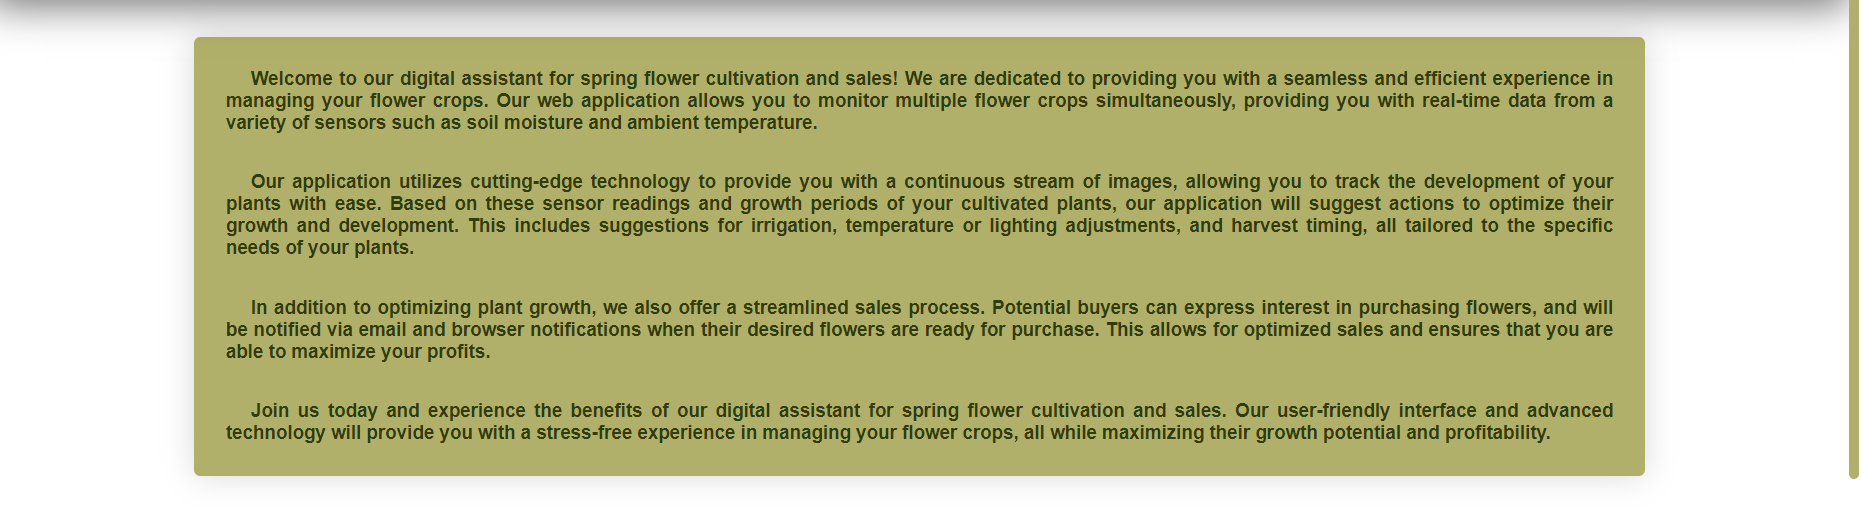 Welcome to our digital assistant for spring flower cultivation and sales! We are dedicated to providing you with a seamless and efficient experience in
managing your flower crops. Our web application allows you to monitor multiple flower crops simultaneously, providing you with real-time data from a
variety of sensors such as soil moisture and ambient temperature.
Our application utilizes cutting-edge technology to provide you with a continuous stream of images, allowing you to track the development of your
plants with ease. Based on these sensor readings and growth periods of your cultivated plants, our application will suggest actions to optimize their
growth and development. This includes suggestions for irrigation, temperature or lighting adjustments, and harvest timing, all tailored to the specific
needs of your plants.
In addition to optimizing plant growth, we also offer a streamlined sales process. Potential buyers can express interest in purchasing flowers, and will
be notified via email and browser notifications when their desired flowers are ready for purchase. This allows for optimized sales and ensures that you are
able to maximize your profits.
Join us today and experience the benefits of our digital assistant for spring flower cultivation and sales. Our user-friendly interface and advanced
technology will provide you with a stress-free experience in managing your flower crops, all while maximizing their growth potential and profitability.